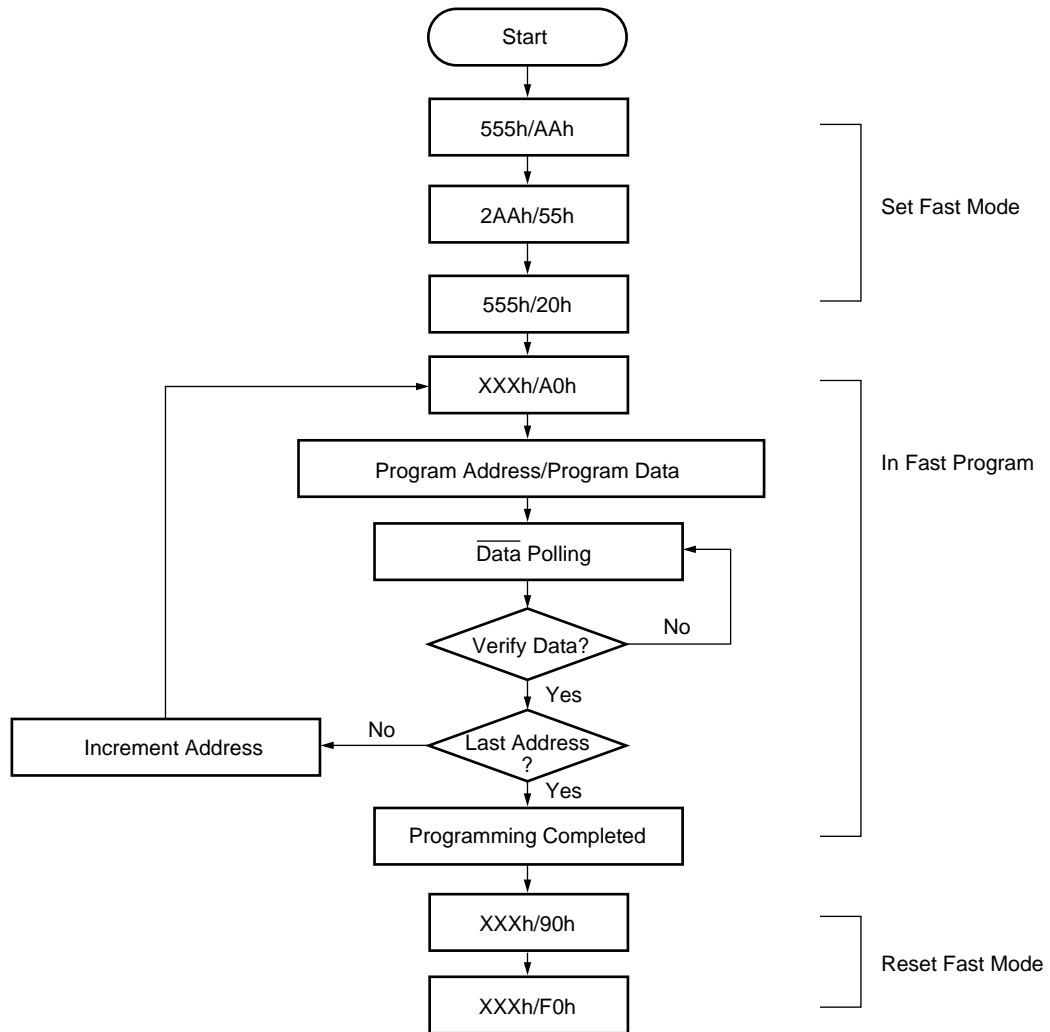 Start
555h/AAh
2AAh/55h
Set Fast Mode
555h/20h
XXXh/A0h
Program Address/Program Data
In Fast Program
Data Polling
Verify Data?
No
Yes
Increment Address
No
Last Address
?
Yes
Programming Completed
XXXh/90h
Reset Fast Mode
XXXh/F0h